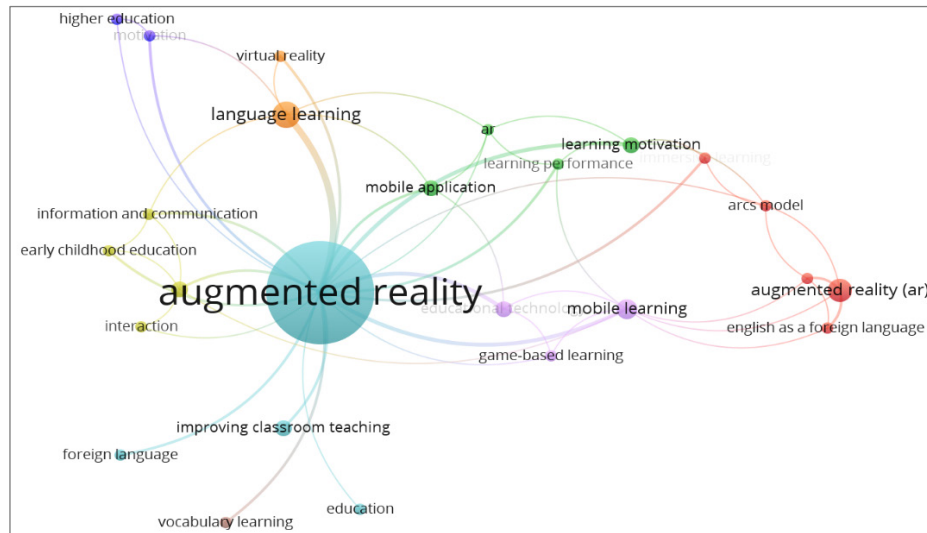 higher education
motivation
virtual reality
language learning
ar
learning motivation
learning performance
immersive learning
mobile application
information and communication
arcs model
early childhood education
augmented reality
augmented reality (ar)
educational technology
mobile learning
interaction
english as a foreign language
game-based learning
improving classroom teaching
foreign language
education
vocabulary learning